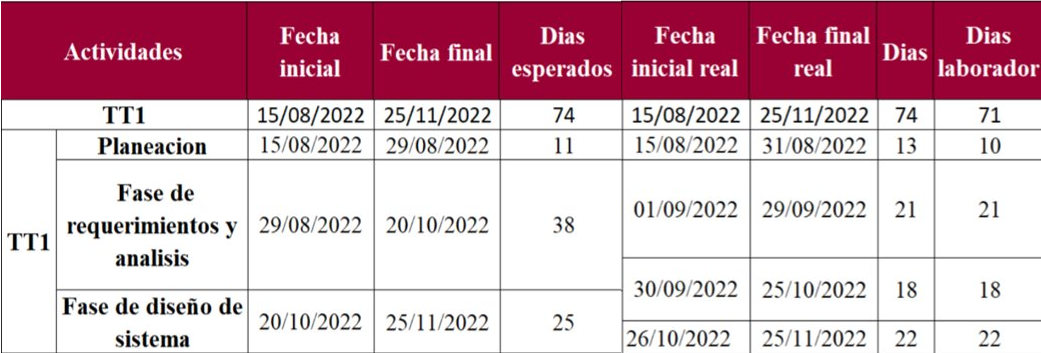 Actividades Fecha inicial Fecha final Dias esperados Fecha inicial real Fecha final real Dias Dias laborador
TT1 15/08/2022 25/11/2022 74 15/08/2022 25/11/2022 74 71
TT1
Planeacion 15/08/2022 29/08/2022 11 15/08/2022 31/08/2022 13 10
Fase de requerimientos y analisis 29/08/2022 20/10/2022 38 01/09/2022 29/09/2022 21 21
30/09/2022 25/10/2022 18 18
Fase de diseño de sistema 20/10/2022 25/11/2022 25 26/10/2022 25/11/2022 22 22